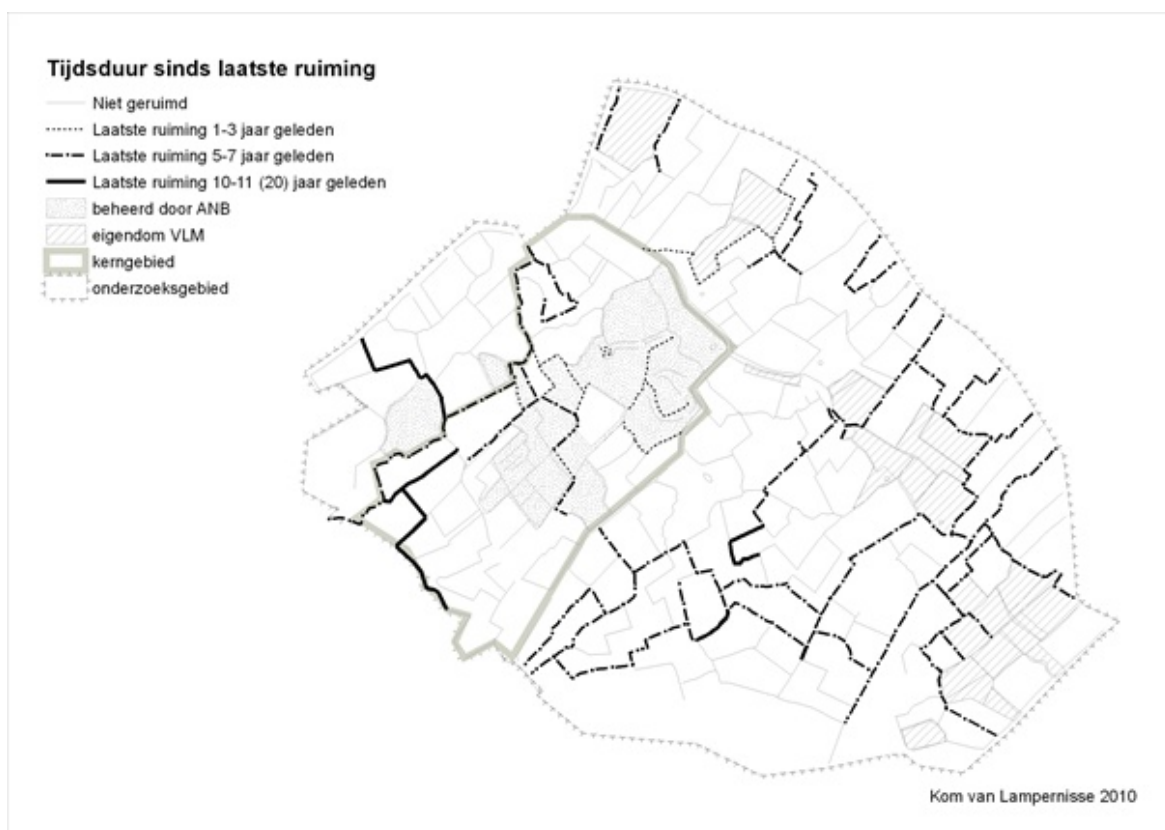 Tijdsduur sinds laatste ruiming
Niet geruimd
Laatste ruiming 1-3 jaar geleden
Laatste ruiming 5-7 jaar geleden
Laatste ruiming 10-11 (20) jaar geleden
beheerd door ANB
eigendom VLM
kerngebied
onderzoeksgebied
Kom van Lampernisse 2010